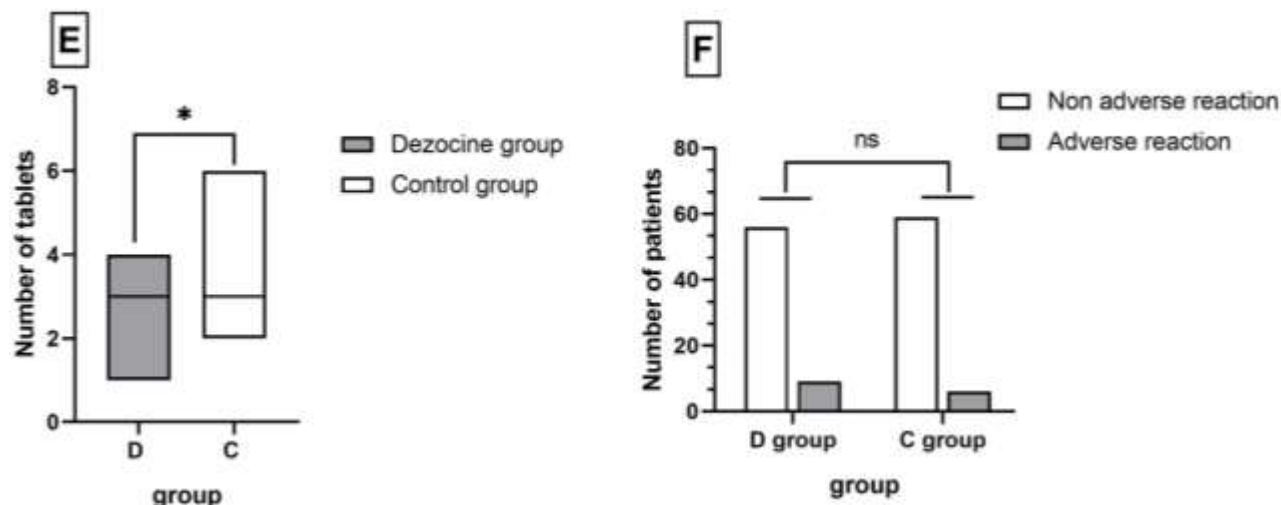 E
8
6
4
2
0
Number of tablets
*
D
C
group
Dezocine group
Control group
F
Non adverse reaction
Adverse reaction
ns
80
60
40
20
0
Number of patients
D group
C group
group